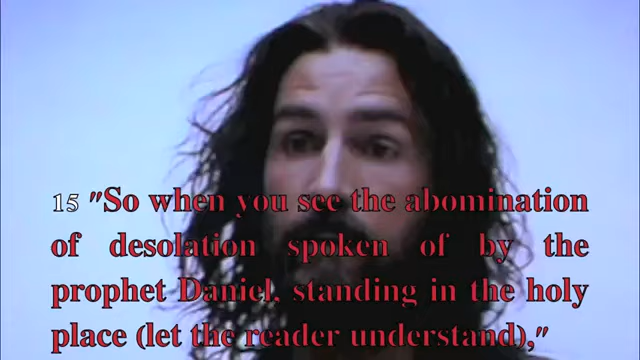 15 "So when you see the abomination
of desolation spoken of by the
prophet Daniel, standing in the holy
place (let the reader understand),"